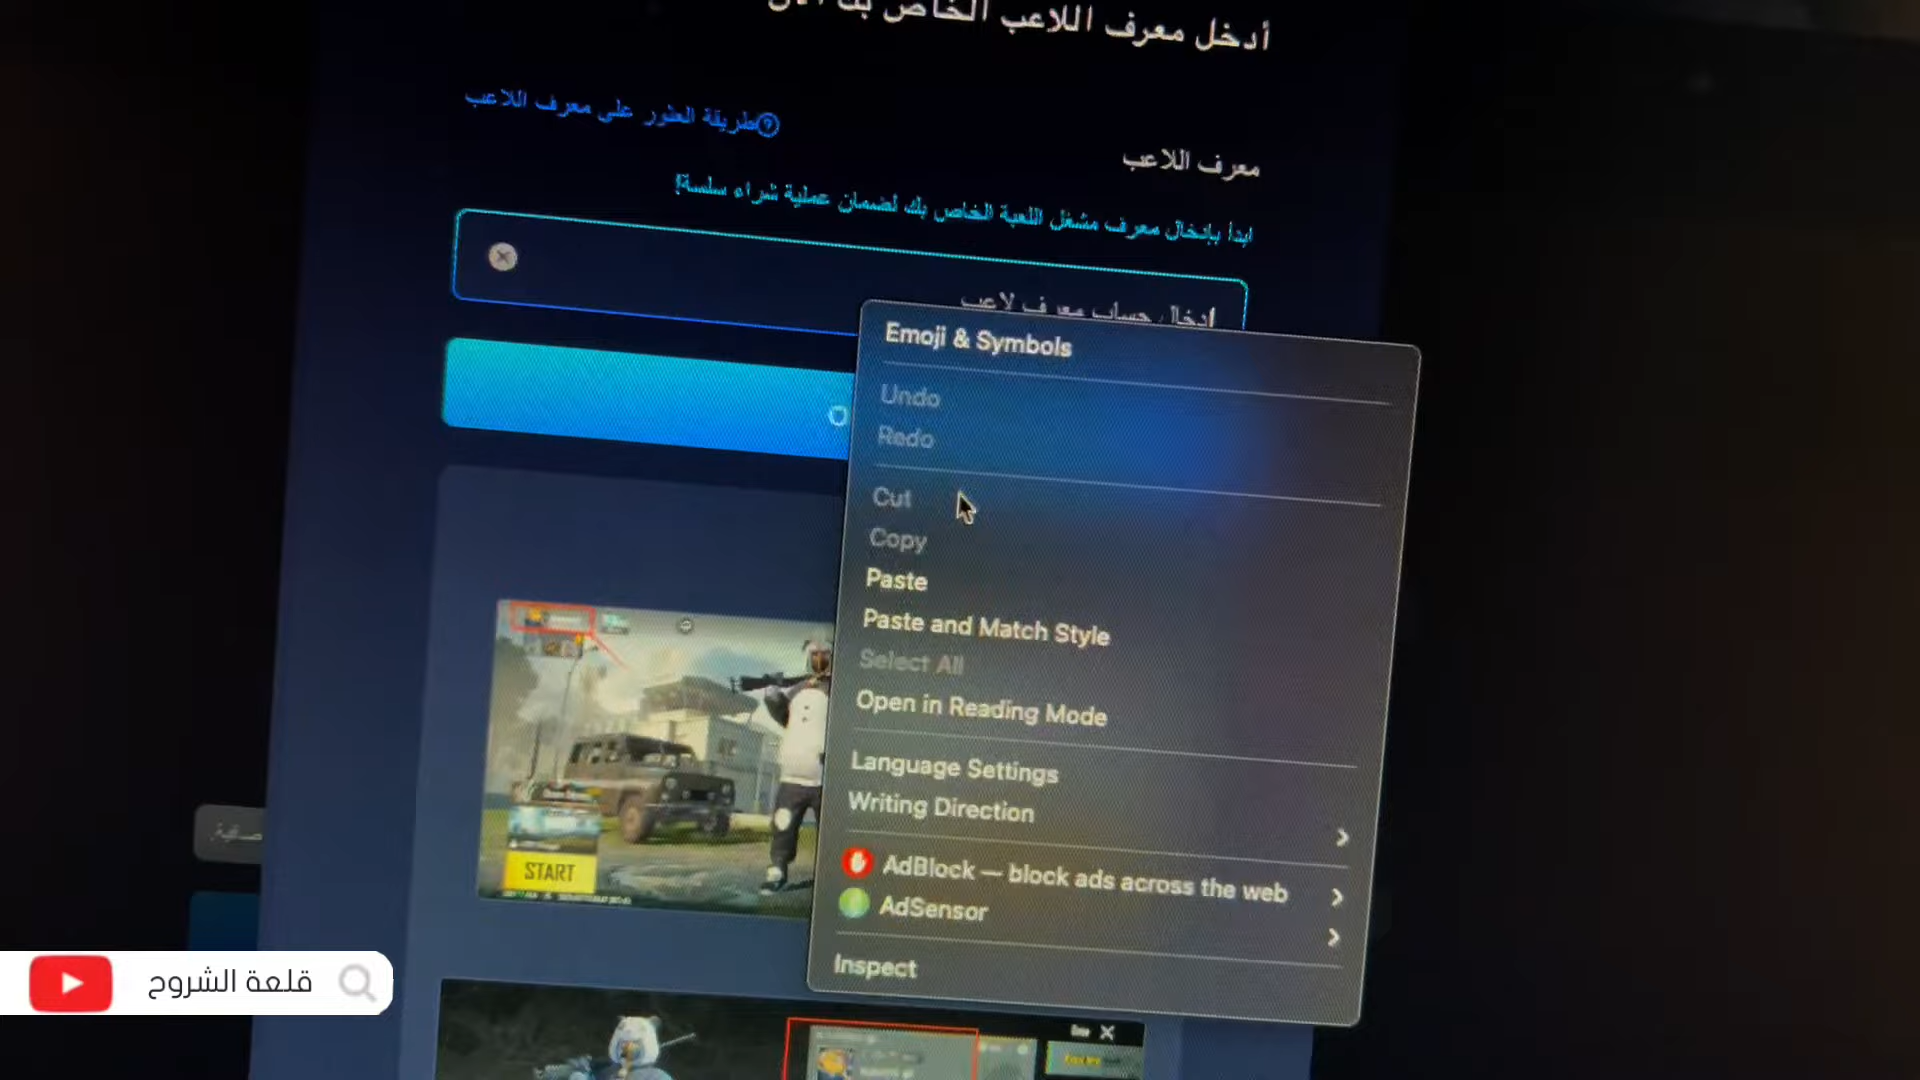 أدخل معرف اللاعب الخاص بك الآن
طريقة العثور على معرف اللاعب
معرف اللاعب
ابدأ بإدخال معرف مشغل اللعبة الخاص بك لضمان عملية شراء سلسة!
إدخال حساب معرف لاعب
Emoji & Symbols
Undo
Redo
Cut
Copy
Paste
Paste and Match Style
Select All
Open in Reading Mode
Language Settings
Writing Direction
AdBlock — block ads across the web
AdSensor
Inspect
START
قلعة الشروح